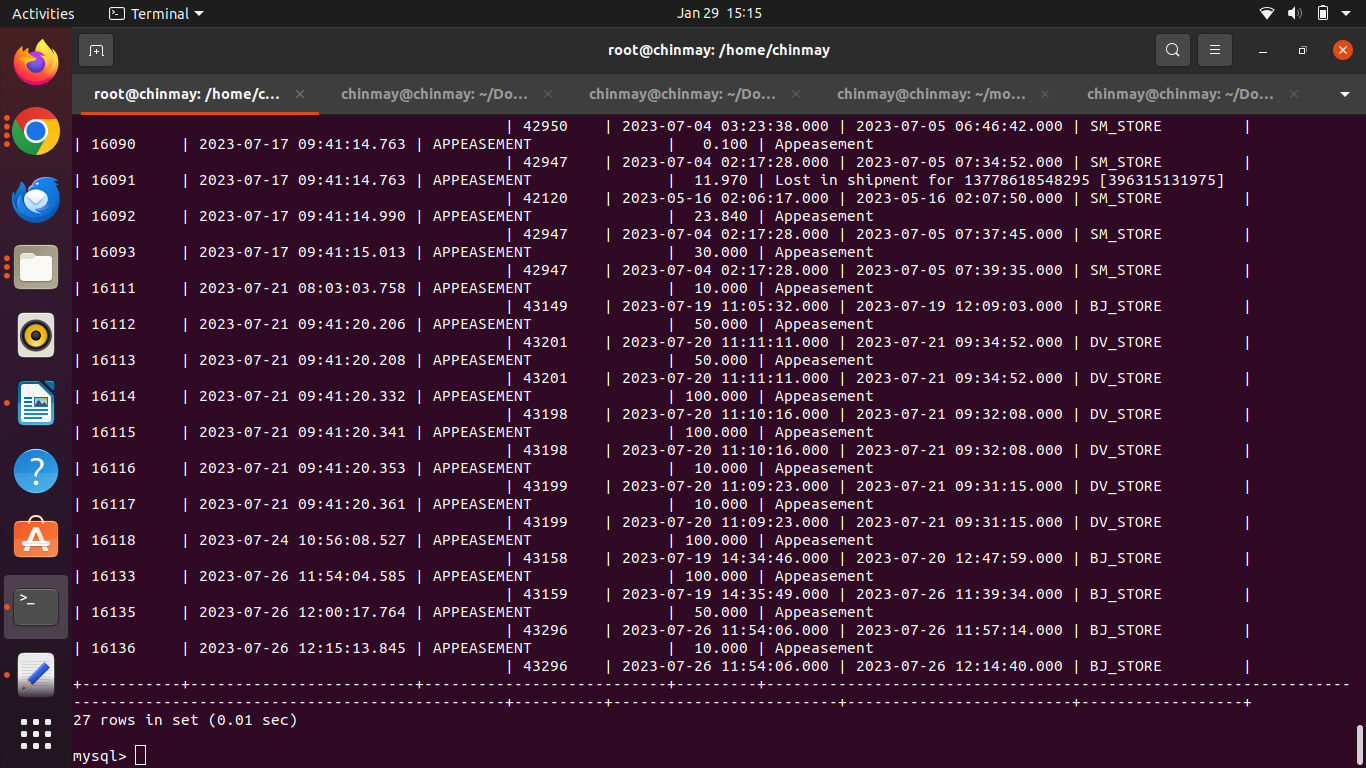 Activities Terminal Jan 29 15:15
root@chinmay: /home/chinmay
root@chinmay: /home/c... × chinmay@chinmay: ~/Do... × chinmay@chinmay: ~/Do... × chinmay@chinmay: ~/mo... × chinmay@chinmay: ~/Do... ×
| 42950 | 2023-07-04 03:23:38.000 | 2023-07-05 06:46:42.000 | SM_STORE |
| 16090 | 2023-07-17 09:41:14.763 | APPEASEMENT | 0.100 | Appeasement
| 42947 | 2023-07-04 02:17:28.000 | 2023-07-05 07:34:52.000 | SM_STORE |
| 16091 | 2023-07-17 09:41:14.763 | APPEASEMENT | 11.970 | Lost in shipment for 13778618548295 [396315131975]
| 42120 | 2023-05-16 02:06:17.000 | 2023-05-16 02:07:50.000 | SM_STORE |
| 16092 | 2023-07-17 09:41:14.990 | APPEASEMENT | 23.840 | Appeasement
| 42947 | 2023-07-04 02:17:28.000 | 2023-07-05 07:37:45.000 | SM_STORE |
| 16093 | 2023-07-17 09:41:15.013 | APPEASEMENT | 30.000 | Appeasement
| 42947 | 2023-07-04 02:17:28.000 | 2023-07-05 07:39:35.000 | SM_STORE |
| 16111 | 2023-07-21 08:03:03.758 | APPEASEMENT | 10.000 | Appeasement
| 43149 | 2023-07-19 11:05:32.000 | 2023-07-19 12:09:03.000 | BJ_STORE |
| 16112 | 2023-07-21 09:41:20.206 | APPEASEMENT | 50.000 | Appeasement
| 43201 | 2023-07-20 11:11:11.000 | 2023-07-21 09:34:52.000 | DV_STORE |
| 16113 | 2023-07-21 09:41:20.208 | APPEASEMENT | 50.000 | Appeasement
| 43201 | 2023-07-20 11:11:11.000 | 2023-07-21 09:34:52.000 | DV_STORE |
| 16114 | 2023-07-21 09:41:20.332 | APPEASEMENT | 100.000 | Appeasement
| 43198 | 2023-07-20 11:10:16.000 | 2023-07-21 09:32:08.000 | DV_STORE |
| 16115 | 2023-07-21 09:41:20.341 | APPEASEMENT | 100.000 | Appeasement
| 43198 | 2023-07-20 11:10:16.000 | 2023-07-21 09:32:08.000 | DV_STORE |
| 16116 | 2023-07-21 09:41:20.353 | APPEASEMENT | 10.000 | Appeasement
| 43199 | 2023-07-20 11:09:23.000 | 2023-07-21 09:31:15.000 | DV_STORE |
| 16117 | 2023-07-21 09:41:20.361 | APPEASEMENT | 10.000 | Appeasement
| 43199 | 2023-07-20 11:09:23.000 | 2023-07-21 09:31:15.000 | DV_STORE |
| 16118 | 2023-07-24 10:56:08.527 | APPEASEMENT | 100.000 | Appeasement
| 43158 | 2023-07-19 14:34:46.000 | 2023-07-20 12:47:59.000 | BJ_STORE |
| 16133 | 2023-07-26 11:54:04.585 | APPEASEMENT | 100.000 | Appeasement
| 43159 | 2023-07-19 14:35:49.000 | 2023-07-26 11:39:34.000 | BJ_STORE |
| 16135 | 2023-07-26 12:00:17.764 | APPEASEMENT | 50.000 | Appeasement
| 43296 | 2023-07-26 11:54:06.000 | 2023-07-26 11:57:14.000 | BJ_STORE |
| 16136 | 2023-07-26 12:15:13.845 | APPEASEMENT | 10.000 | Appeasement
| 43296 | 2023-07-26 11:54:06.000 | 2023-07-26 12:14:40.000 | BJ_STORE |
+-----------+-------------------------+---------------------------+---------+-----------------------------------------------------------------
------------------------------------------------+----------+-------------------------+-------------------------+------------------+
27 rows in set (0.01 sec)
mysql>